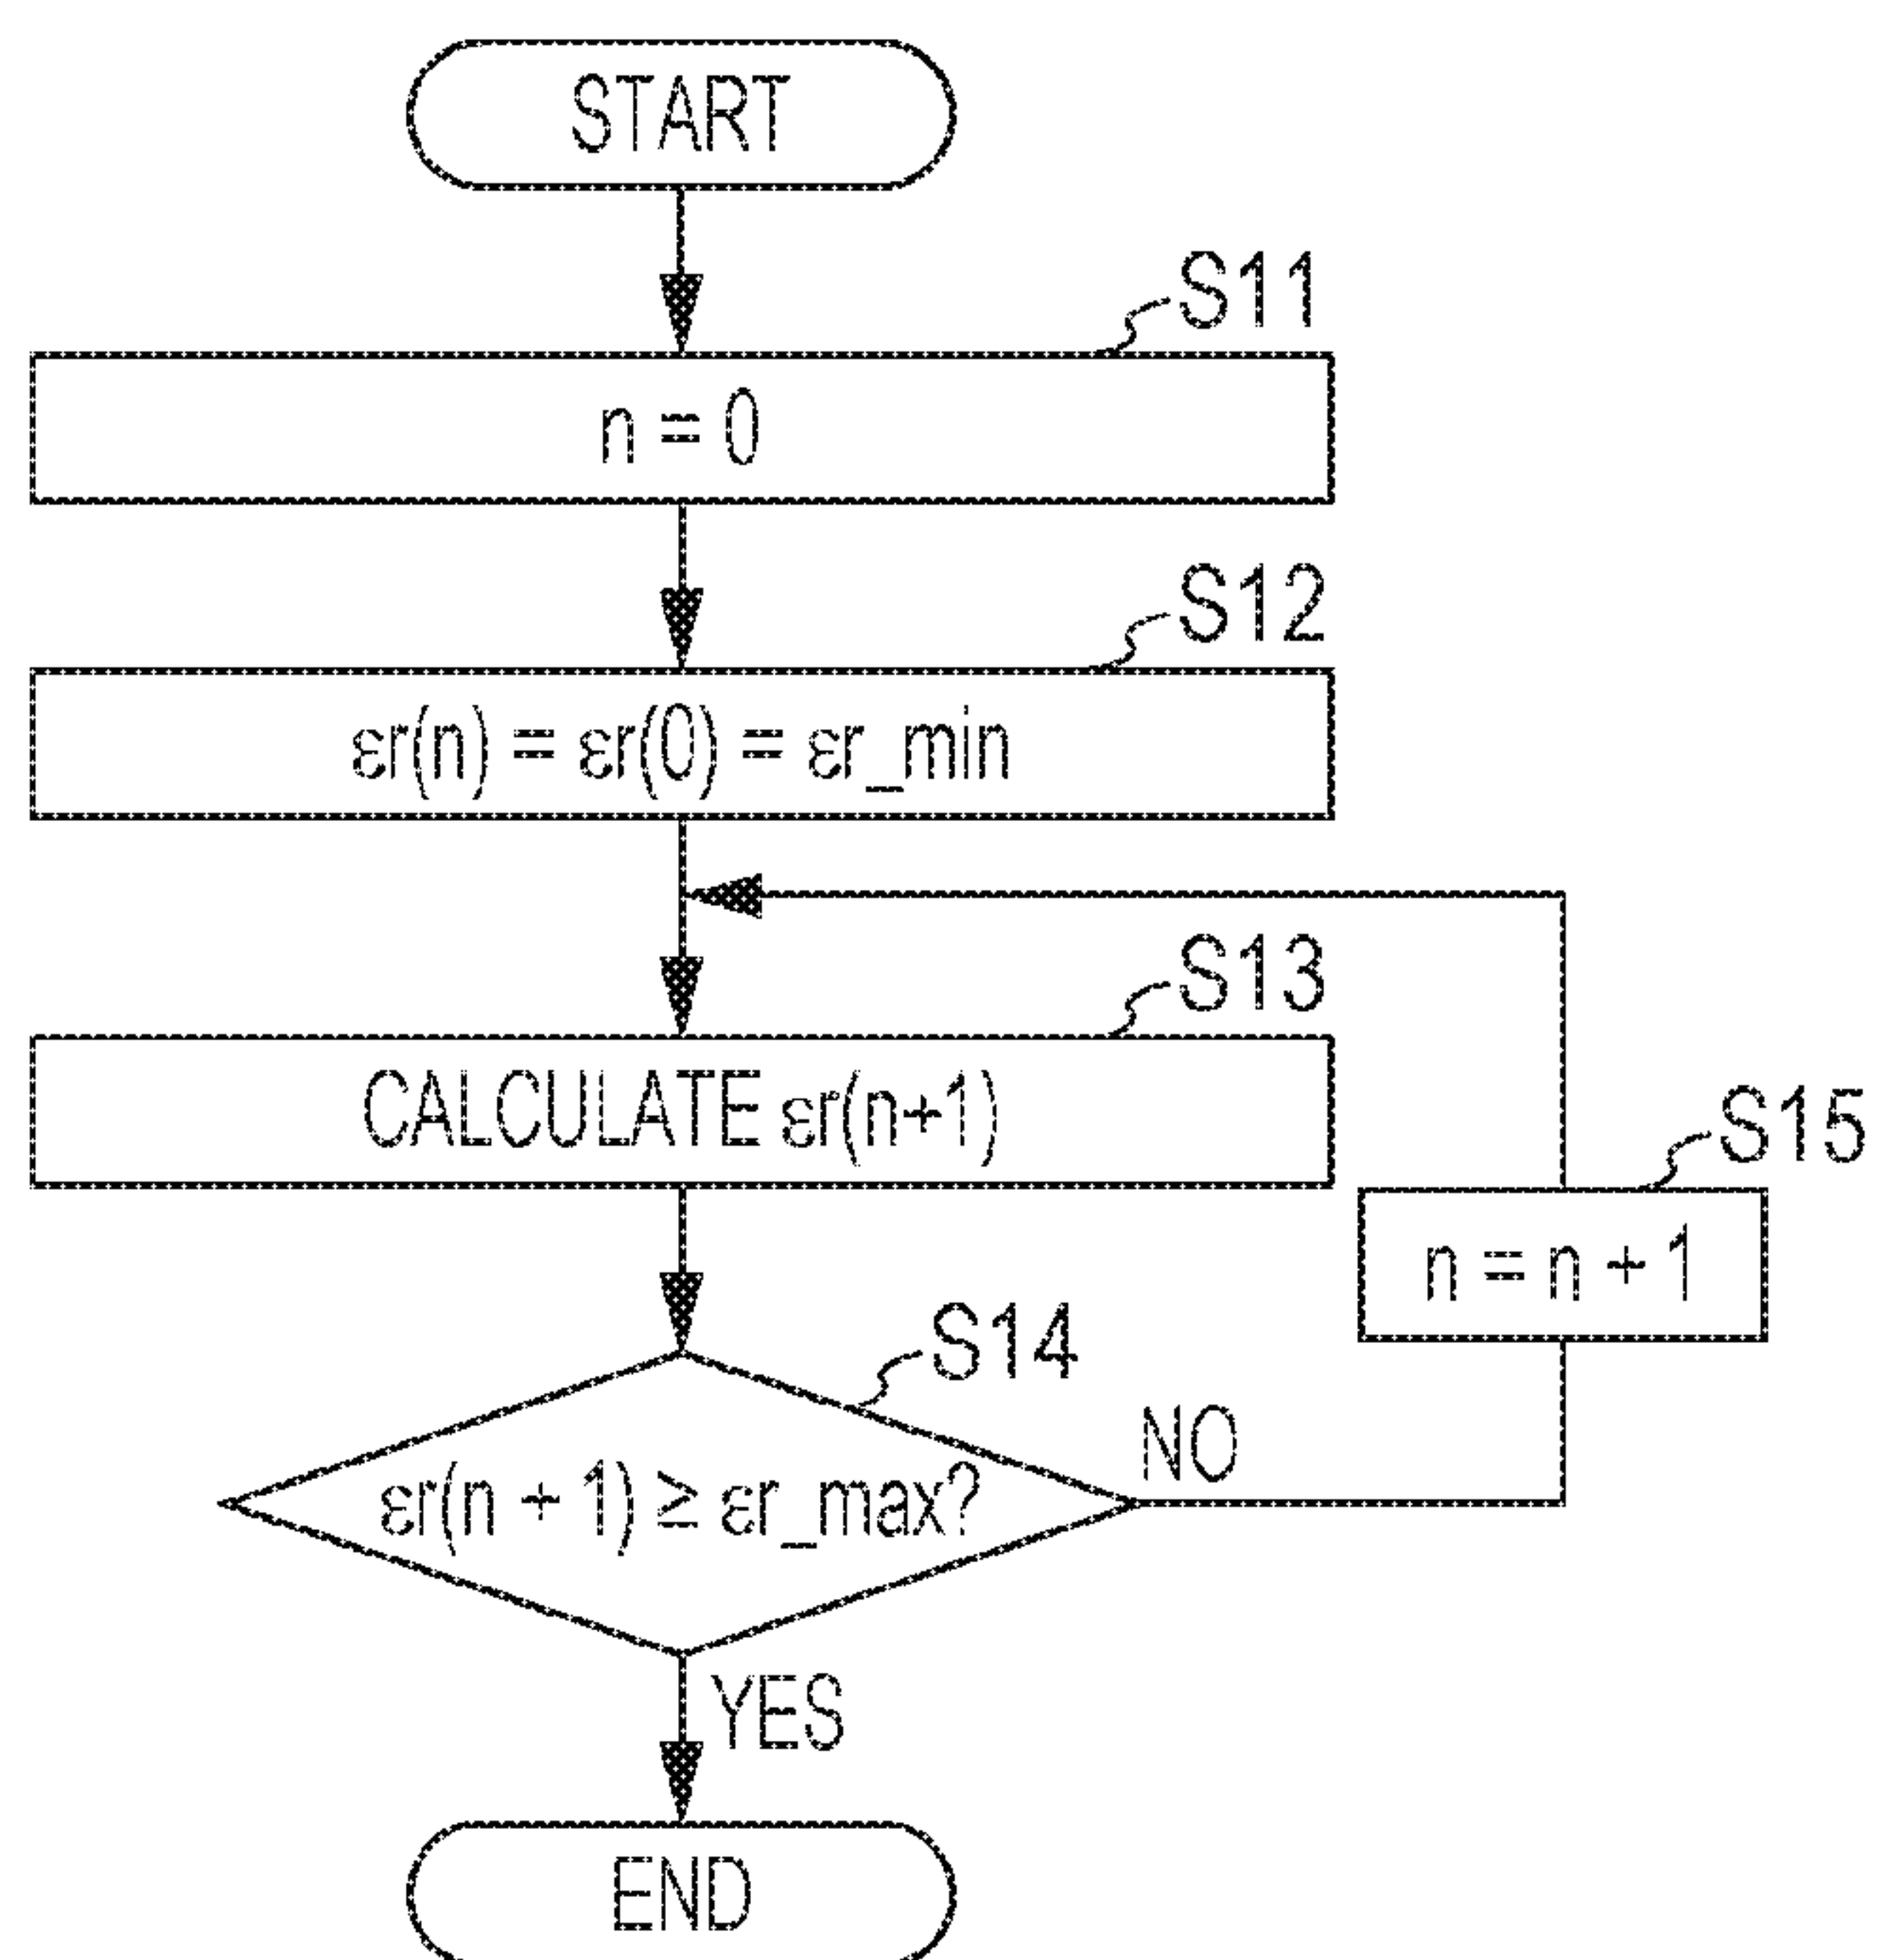 START
S11
n = 0
S12
εr(n) = εr(0) = εr_min
S13
CALCULATE εr(n+1)
S15
n = n + 1
S14
εr(n + 1) ≥ εr_max?
NO
YES
END